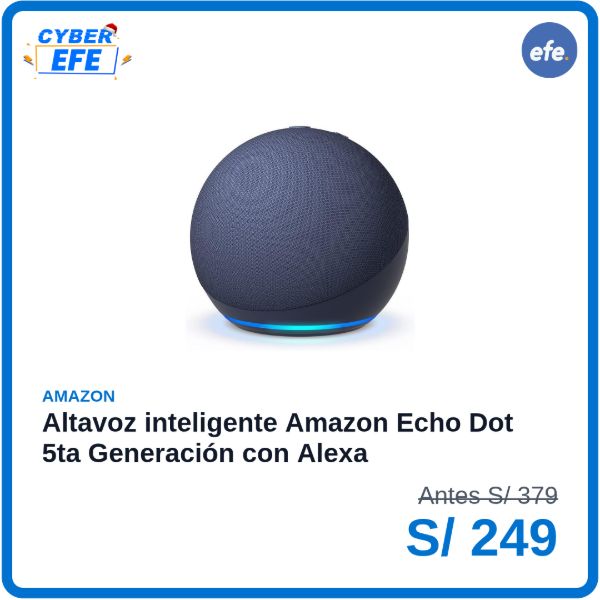 CYBER
EFE
efe.
AMAZON
Altavoz inteligente Amazon Echo Dot
5ta Generación con Alexa
Antes S/ 379
S/ 249